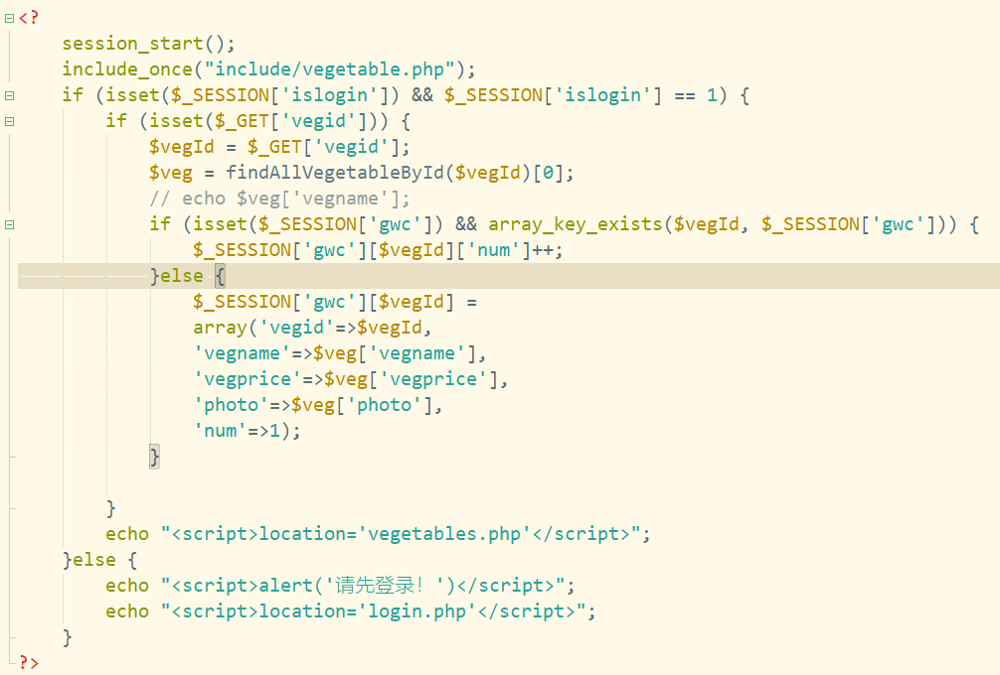 <?
    session_start();
    include_once("include/vegetable.php");
    if (isset($_SESSION['islogin']) && $_SESSION['islogin'] == 1) {
        if (isset($_GET['vegid'])) {
            $vegId = $_GET['vegid'];
            $veg = findAllVegetableById($vegId)[0];
            // echo $veg['vegname'];
            if (isset($_SESSION['gwc']) && array_key_exists($vegId, $_SESSION['gwc'])) {
                $_SESSION['gwc'][$vegId]['num']++;
            }else {
                $_SESSION['gwc'][$vegId] =
                array('vegid'=>$vegId,
                'vegname'=>$veg['vegname'],
                'vegprice'=>$veg['vegprice'],
                'photo'=>$veg['photo'],
                'num'=>1);
            }
        }
        echo "<script>location='vegetables.php'</script>";
    }else {
        echo "<script>alert('请先登录！')</script>";
        echo "<script>location='login.php'</script>";
    }
?>